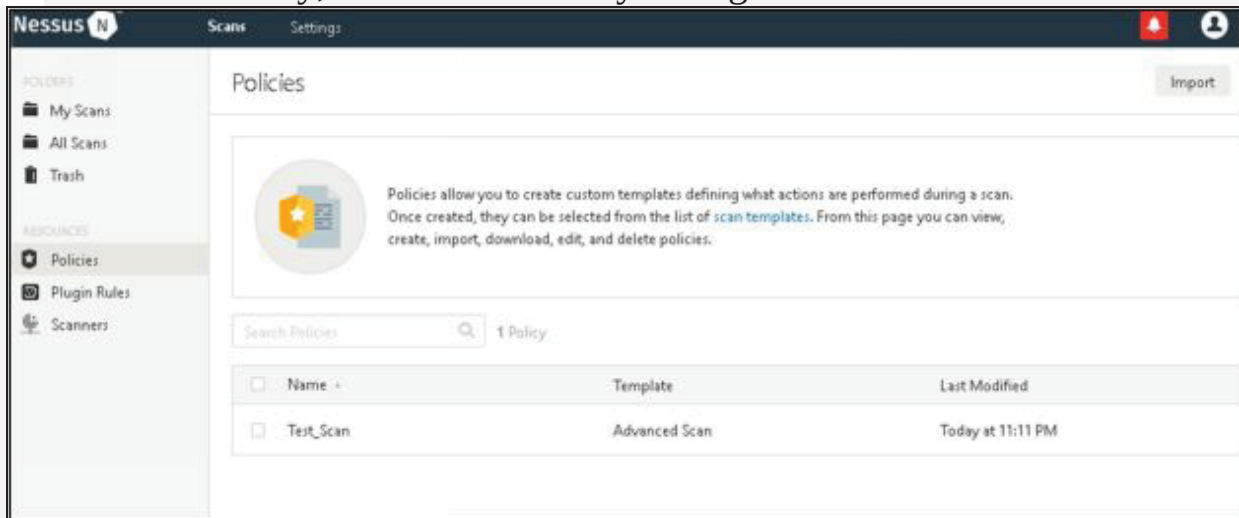 Nessus N Scans Settings
FOLDERS
My Scans
All Scans
Trash
RESOURCES
Policies
Plugin Rules
Scanners
Policies Import
Policies allow you to create custom templates defining what actions are performed during a scan.
Once created, they can be selected from the list of scan templates. From this page you can view,
create, import, download, edit, and delete policies.
Search Policies 1 Policy
Name Template Last Modified
Test_Scan Advanced Scan Today at 11:11 PM